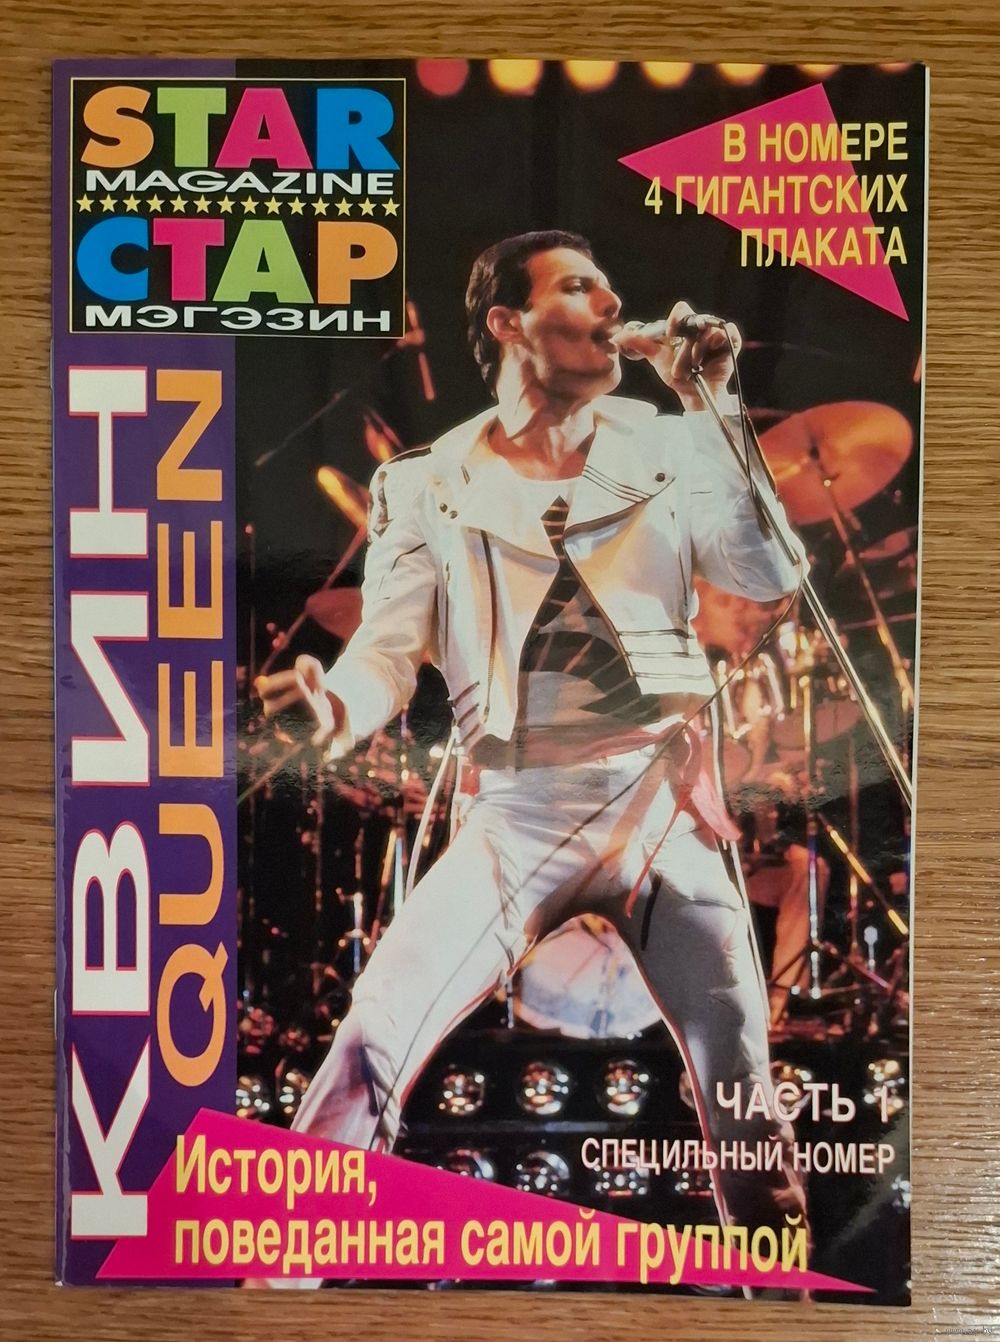 STAR
MAGAZINE
СТАР
МЭГЭЗИН
В НОМЕРЕ
4 ГИГАНТСКИХ
ПЛАКАТА
КВИН
QUEEN
ЧАСТЬ 1
СПЕЦИЛЬНЫЙ НОМЕР
История,
поведанная самой группой